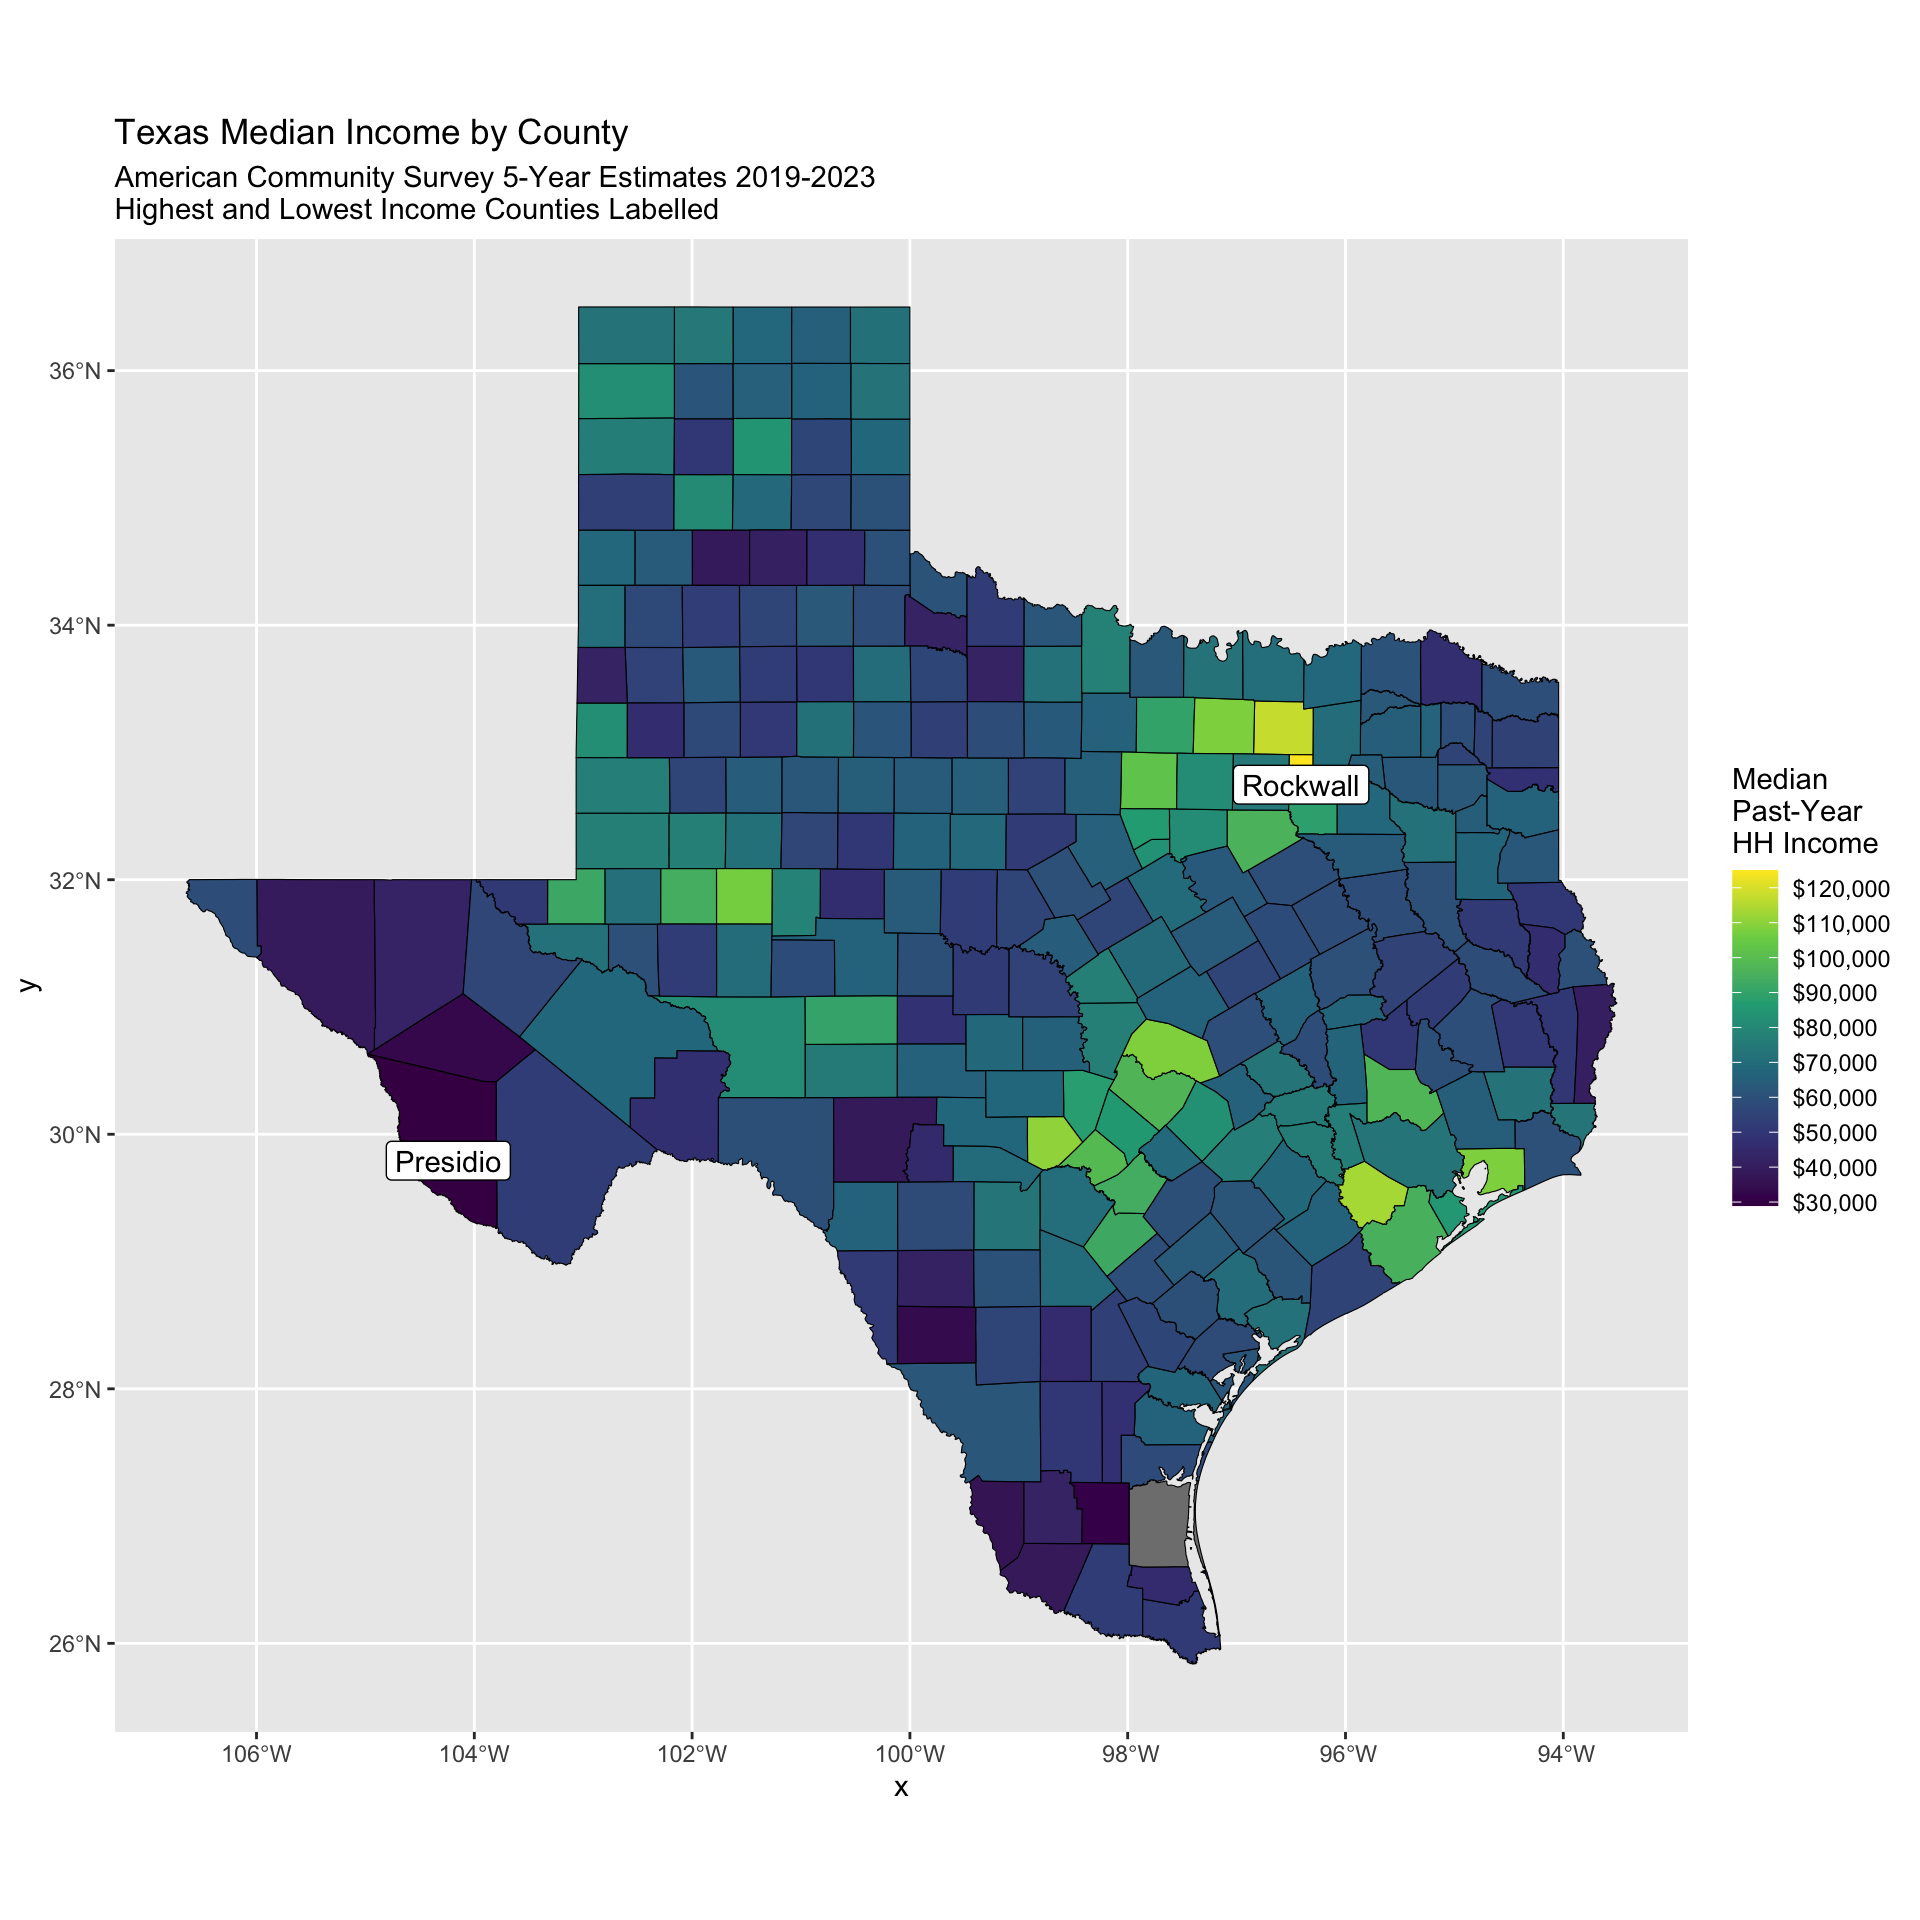 Texas Median Income by County
American Community Survey 5-Year Estimates 2019-2023
Highest and Lowest Income Counties Labelled
36°N
34°N
32°N
30°N
28°N
26°N
y
Rockwall
Presidio
106°W
104°W
102°W
100°W
98°W
96°W
94°W
x
Median
Past-Year
HH Income
$120,000
$110,000
$100,000
$90,000
$80,000
$70,000
$60,000
$50,000
$40,000
$30,000